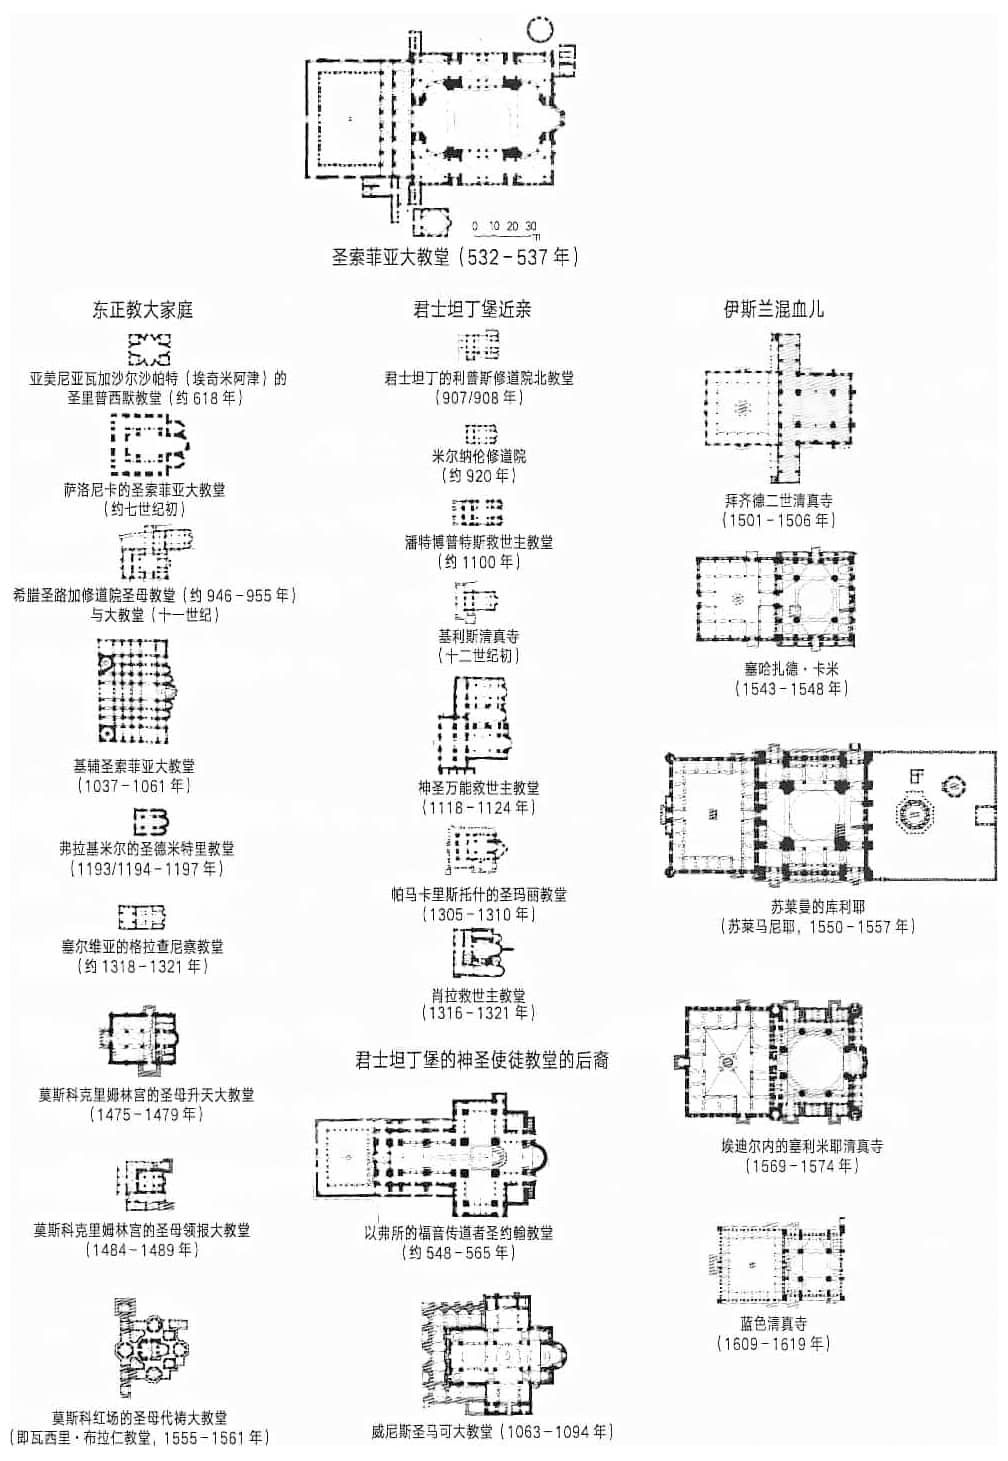 0 10 20 30
圣索菲亚大教堂（532－537 年）
东正教大家庭
亚美尼亚瓦加沙尔沙帕特（埃奇米阿津）的
圣里普西默教堂（约 618 年）
萨洛尼卡的圣索菲亚大教堂
（约七世纪初）
希腊圣路加修道院圣母教堂（约 946－955 年）
与大教堂（十一世纪）
基辅圣索菲亚大教堂
（1037－1061 年）
弗拉基米尔的圣德米特里教堂
（1193/1194－1197 年）
塞尔维亚的格拉查尼察教堂
（约 1318－1321 年）
莫斯科克里姆林宫的圣母升天大教堂
（1475－1479 年）
莫斯科克里姆林宫的圣母领报大教堂
（1484－1489 年）
莫斯科红场的圣母代祷大教堂
（即瓦西里·布拉仁教堂，1555－1561 年）
君士坦丁堡近亲
君士坦丁的利普斯修道院北教堂
（907/908 年）
米尔纳伦修道院
（约 920 年）
潘特博普特斯救世主教堂
（约 1100 年）
基利斯清真寺
（十二世纪初）
神圣万能救世主教堂
（1118－1124 年）
帕马卡里斯托什的圣玛丽教堂
（1305－1310 年）
肖拉救世主教堂
（1316－1321 年）
君士坦丁堡的神圣使徒教堂的后裔
以弗所的福音传道者圣约翰教堂
（约 548－565 年）
威尼斯圣马可大教堂（1063－1094 年）
伊斯兰混血儿
拜齐德二世清真寺
（1501－1506 年）
塞哈扎德·卡米
（1543－1548 年）
苏莱曼的库利耶
（苏莱马尼耶，1550－1557 年）
埃迪尔内的塞利米耶清真寺
（1569－1574 年）
蓝色清真寺
（1609－1619 年）